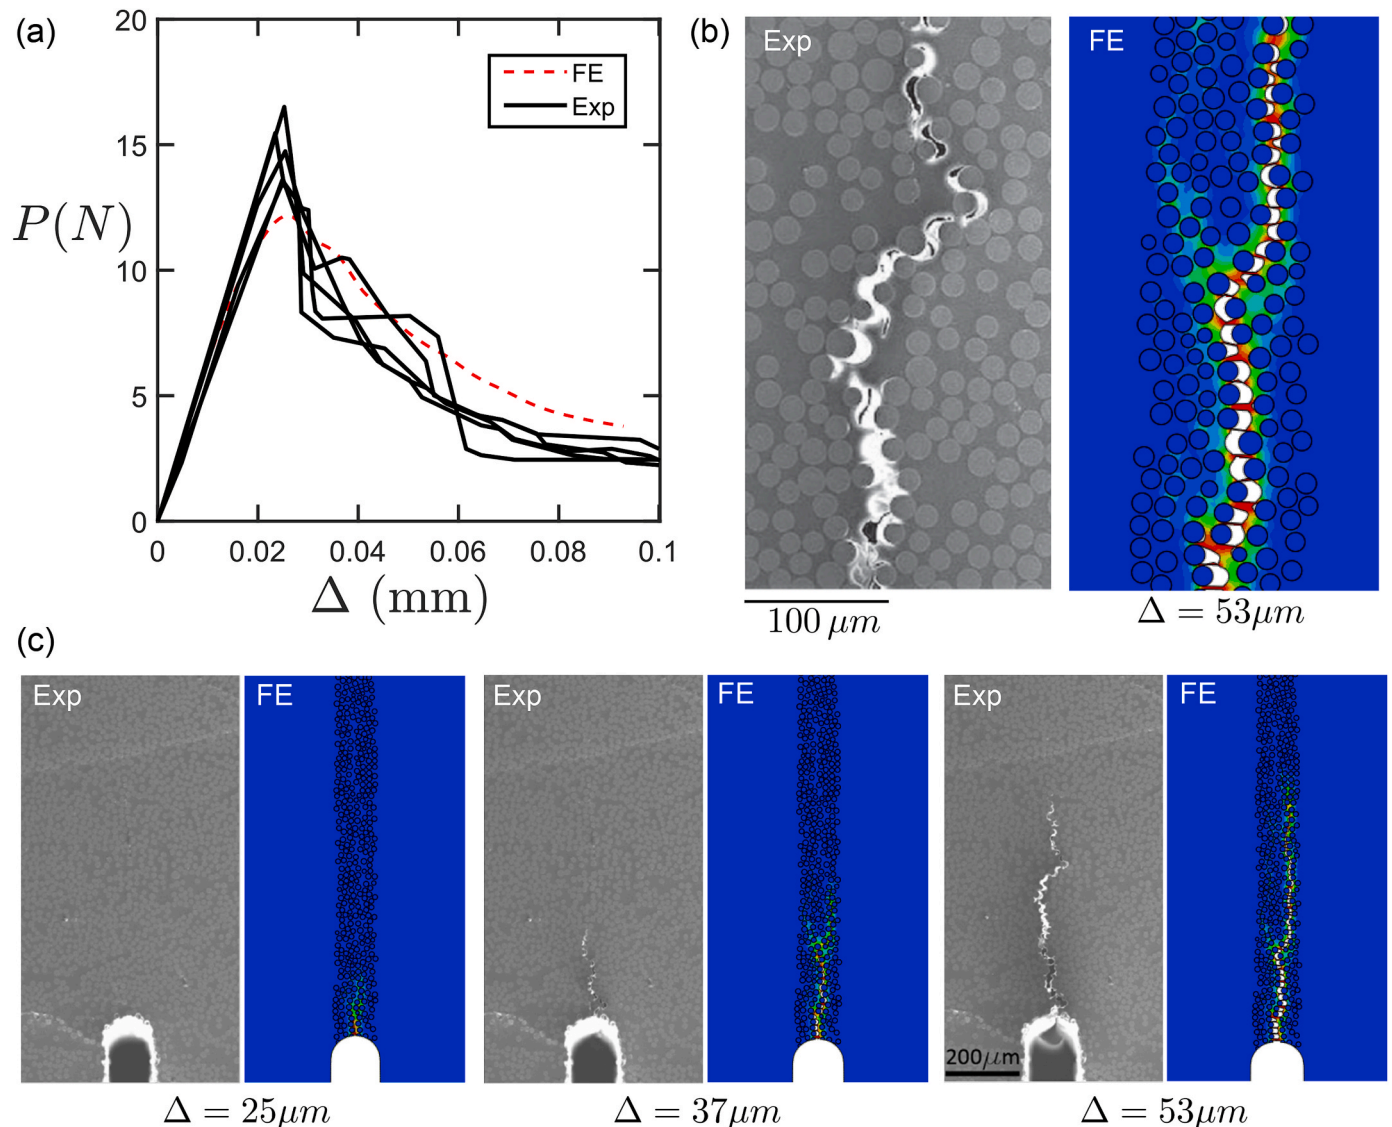 (a)
20
15
10
5
0
P(N)
FE
Exp
0 0.02 0.04 0.06 0.08 0.1
Δ (mm)
(b)
Exp
FE
100 μm
Δ = 53μm
(c)
Exp FE Exp FE Exp FE
200μm
Δ = 25μm Δ = 37μm Δ = 53μm